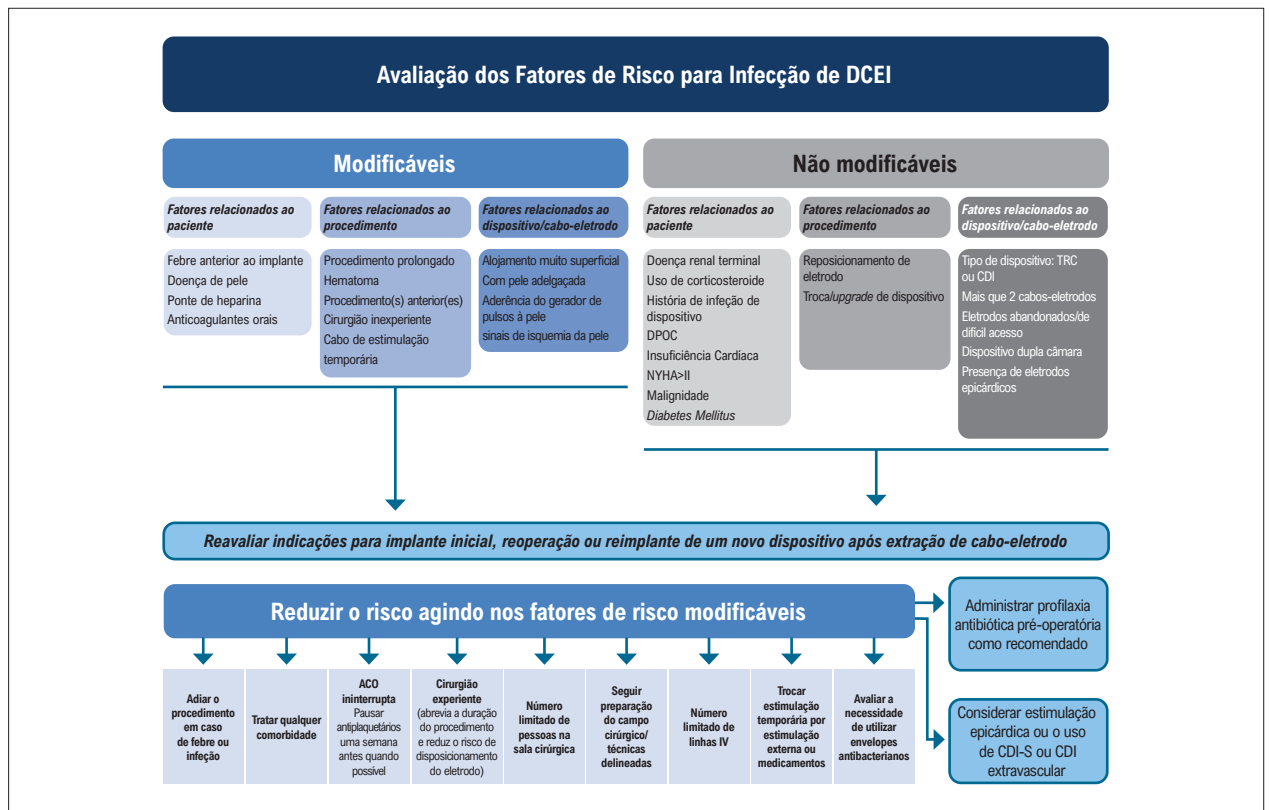 Avaliação dos Fatores de Risco para Infecção de DCEI
Modificáveis
Fatores relacionados ao
paciente
Febre anterior ao implante
Doença de pele
Ponte de heparina
Anticoagulantes orais
Fatores relacionados ao
procedimento
Procedimento prolongado
Hematoma
Procedimento(s) anterior(es)
Cirurgião inexperiente
Cabo de estimulação
temporária
Fatores relacionados ao
dispositivo/cabo-eletrodo
Alojamento muito superficial
Com pele adelgaçada
Aderência do gerador de
pulsos à pele
sinais de isquemia da pele
Não modificáveis
Fatores relacionados ao
paciente
Doença renal terminal
Uso de corticosteroide
História de infeção de
dispositivo
DPOC
Insuficiência Cardíaca
NYHA>II
Malignidade
Diabetes Mellitus
Fatores relacionados ao
procedimento
Reposicionamento de
eletrodo
Troca/upgrade de dispositivo
Fatores relacionados ao
dispositivo/cabo-eletrodo
Tipo de dispositivo: TRC
ou CDI
Mais que 2 cabos-eletrodos
Eletrodos abandonados/de
difícil acesso
Dispositivo dupla câmara
Presença de eletrodos
epicárdicos
Reavaliar indicações para implante inicial, reoperação ou reimplante de um novo dispositivo após extração de cabo-eletrodo
Reduzir o risco agindo nos fatores de risco modificáveis
Adiar o
procedimento
em caso
de febre ou
infeção
Tratar qualquer
comorbidade
ACO
ininterrupta
Pausar
antiplaquetários
uma semana
antes quando
possível
Cirurgião
experiente
(abrevia a duração
do procedimento
e reduz o risco de
disposicionamento
do eletrodo)
Número
limitado de
pessoas na
sala cirúrgica
Seguir
preparação
do campo
cirúrgico/
técnicas
delineadas
Número
limitado de
linhas IV
Trocar
estimulação
temporária por
estimulação
externa ou
medicamentos
Avaliar a
necessidade
de utilizar
envelopes
antibacterianos
Administrar profilaxia
antibiótica pré-operatória
como recomendado
Considerar estimulação
epicárdica ou o uso
de CDI-S ou CDI
extravascular